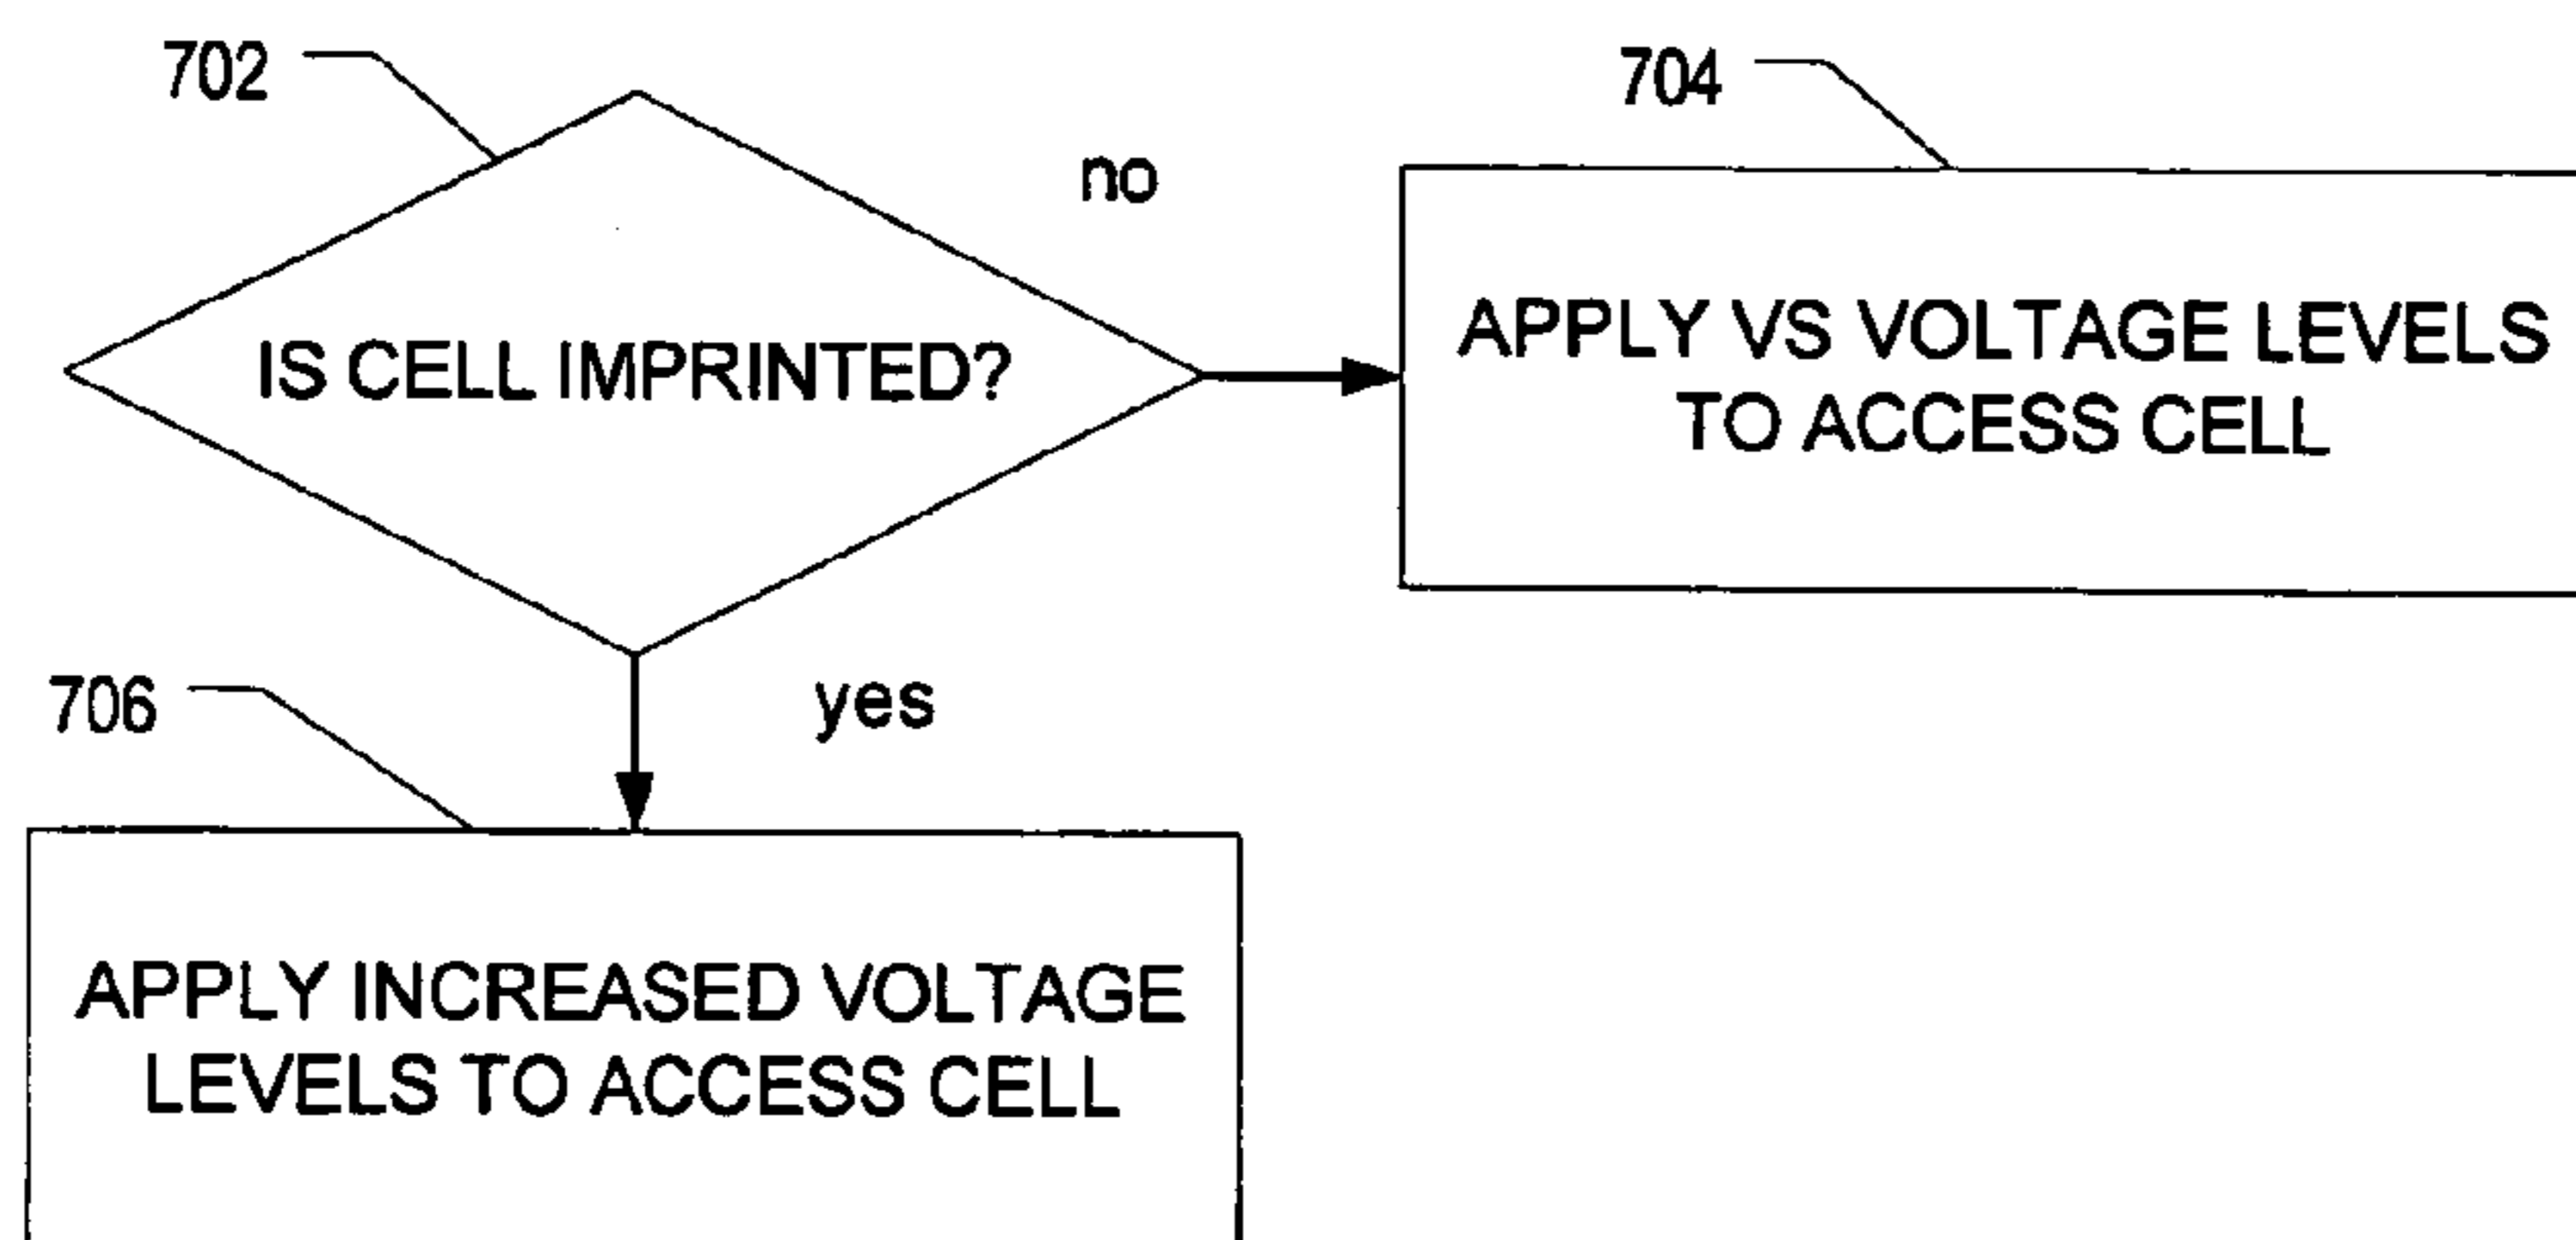 702
704
no
IS CELL IMPRINTED?
APPLY VS VOLTAGE LEVELS
TO ACCESS CELL
706
yes
APPLY INCREASED VOLTAGE
LEVELS TO ACCESS CELL